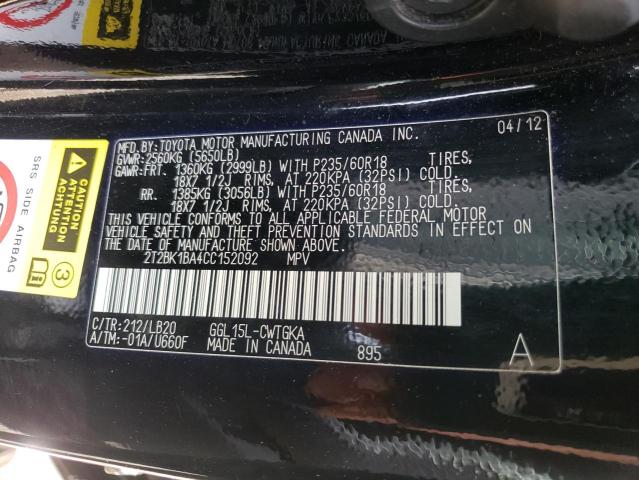 MFD.BY:TOYOTA MOTOR MANUFACTURING CANADA INC. 04/12
GVWR:2560KG (5650LB)
GAWR-FRT. 1360KG (2999LB) WITH P235/60R18 TIRES,
18X7 1/2J RIMS, AT 220KPA (32PSI) COLD.
RR. 1385KG (3056LB) WITH P235/60R18 TIRES,
18X7 1/2J RIMS, AT 220KPA (32PSI) COLD.
THIS VEHICLE CONFORMS TO ALL APPLICABLE FEDERAL MOTOR
VEHICLE SAFETY AND THEFT PREVENTION STANDARDS IN EFFECT ON
THE DATE OF MANUFACTURE SHOWN ABOVE.
2T2BK1BA4CC152092 MPV
C/TR:212/LB20 GGL15L-CWTGKA
A/TM:-01A/U660F MADE IN CANADA 895 A
SRS SIDE AIRBAG
CAUTION
ATTENTION
ACHTUNG
3